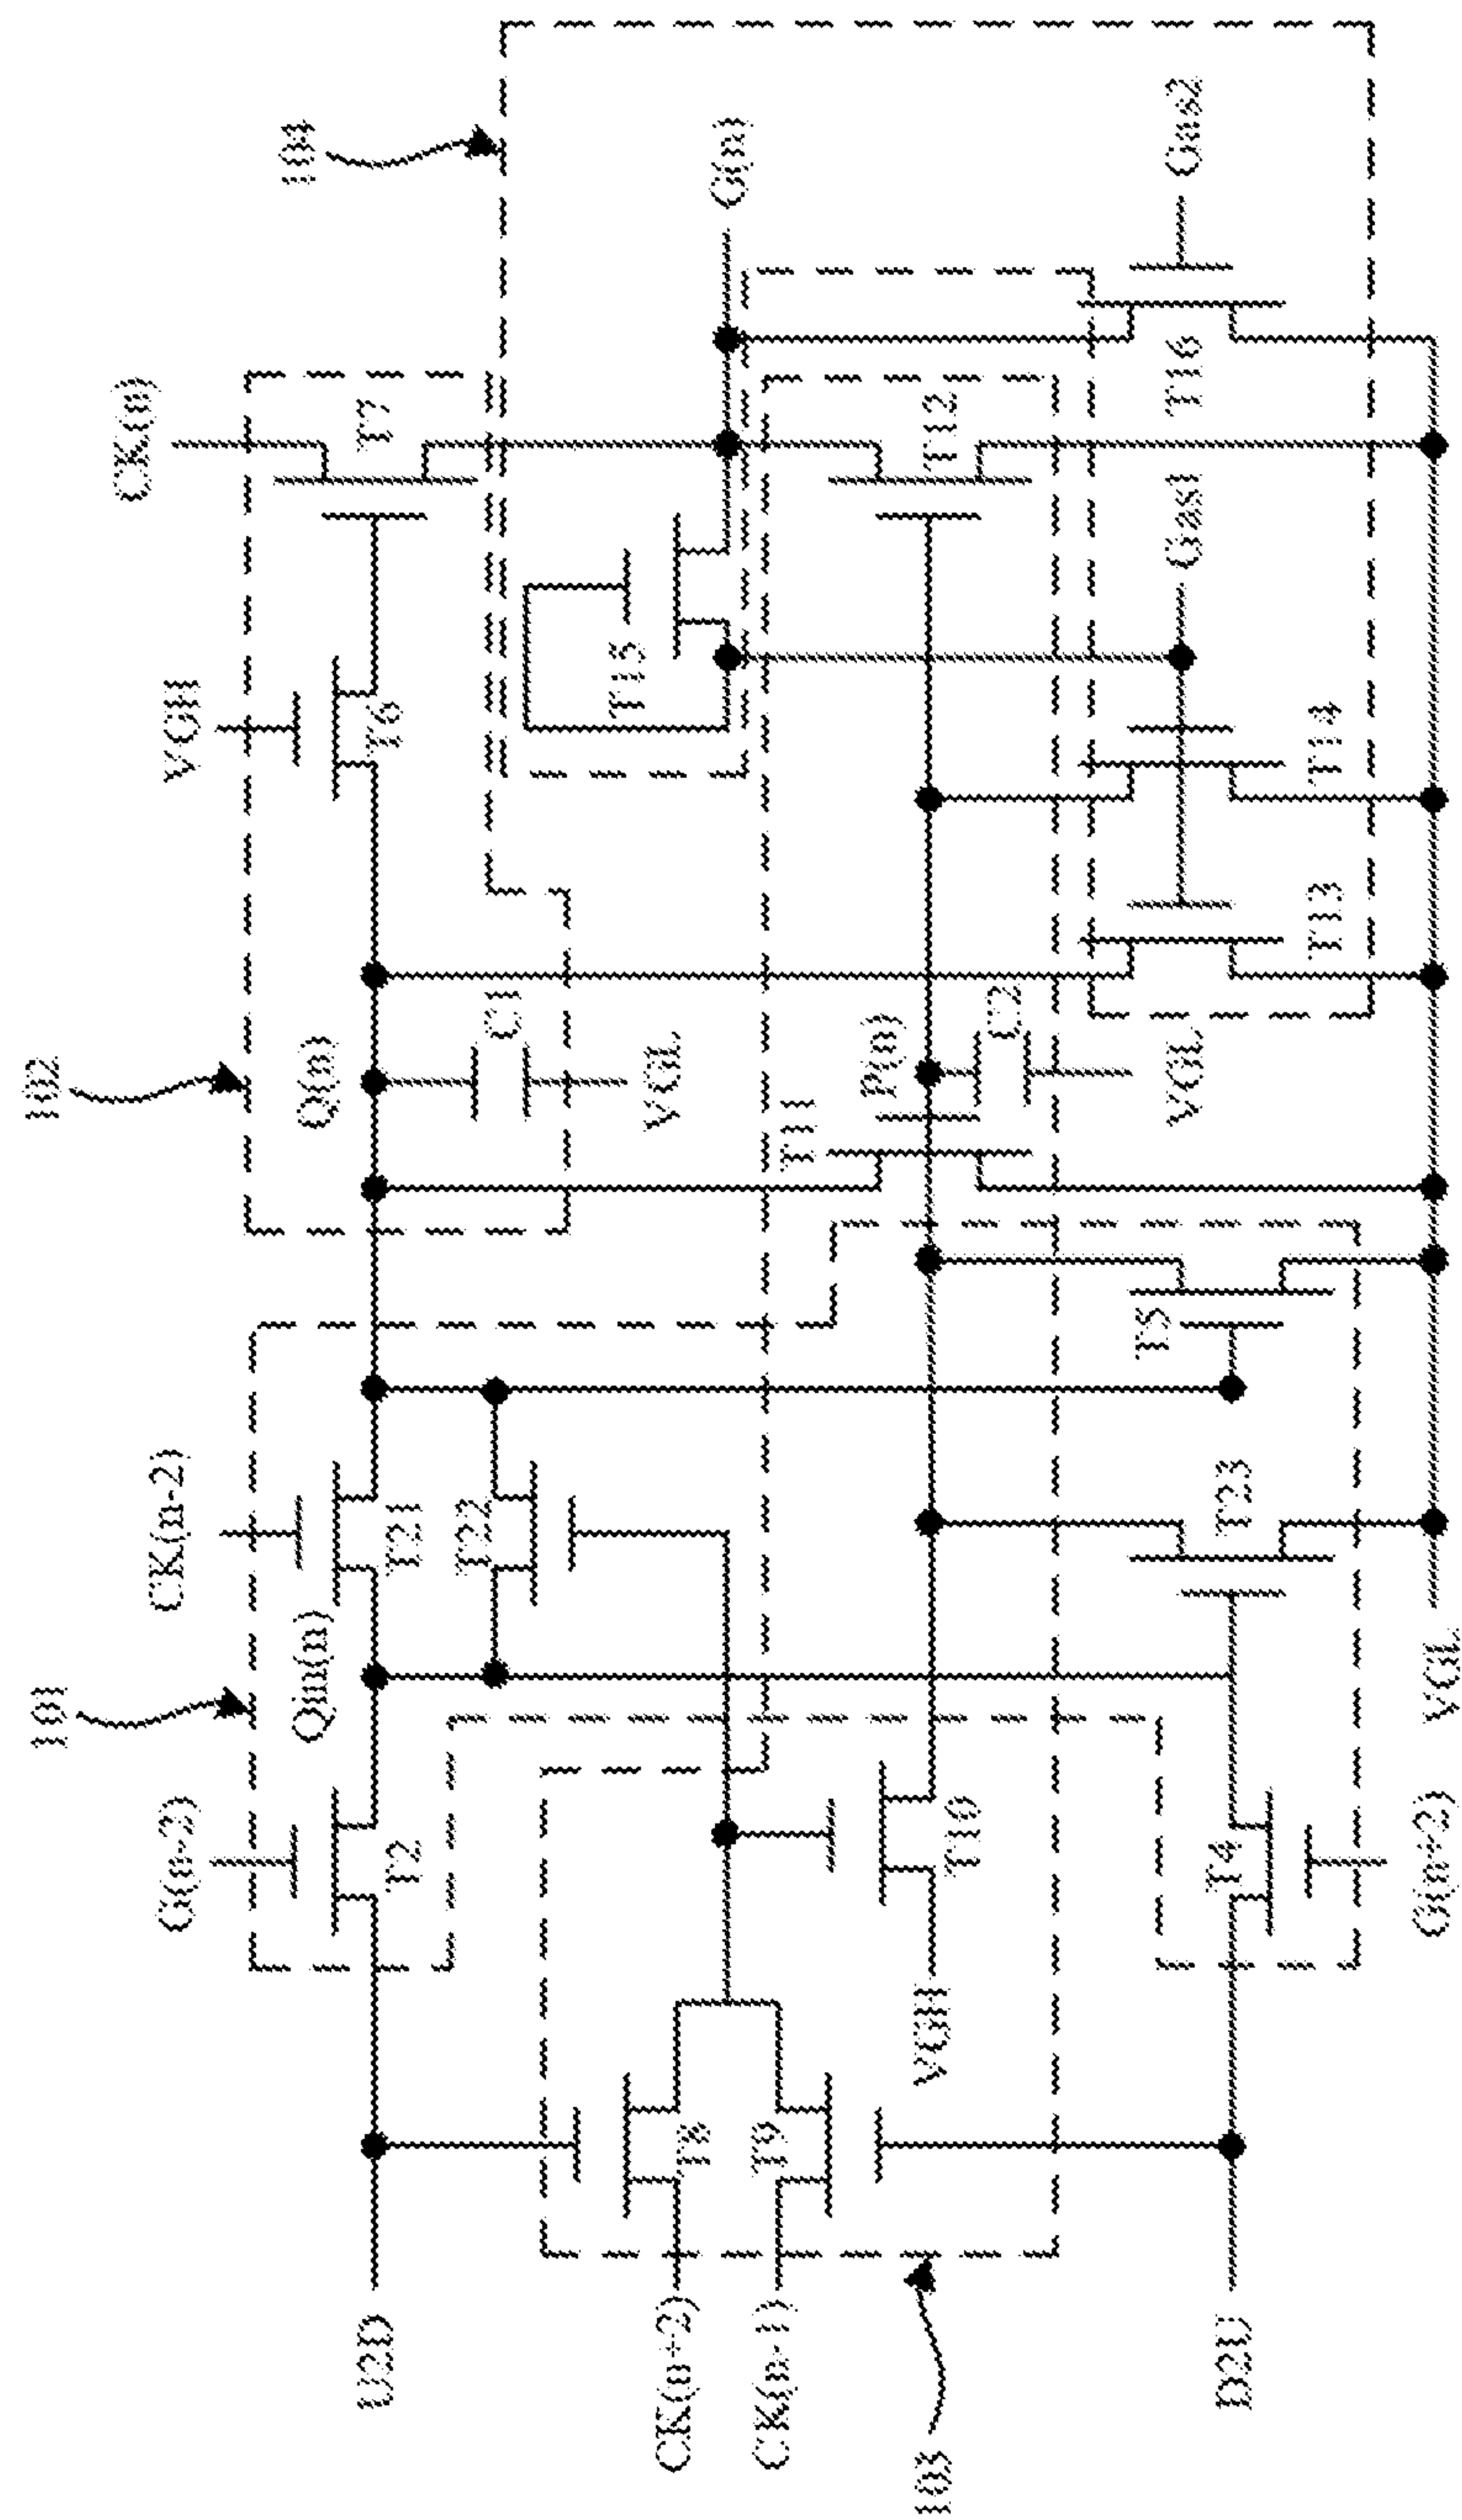 101
102
CK(n)
CK(n-2)
G(n-2)
VGH
104
Qin(n)
Q(n)
U2D
T2
T21
T6
T7
T22
C1
T15
VGL
CK(n+2)
T8
G(n)
CK(n-1)
T9
T11
P(n)
103
VGH
T10
T12
C2
T5
VGL
Gas1
Gas2
T16
D2U
T4
T23
T13
T14
G(n+2)
VGL